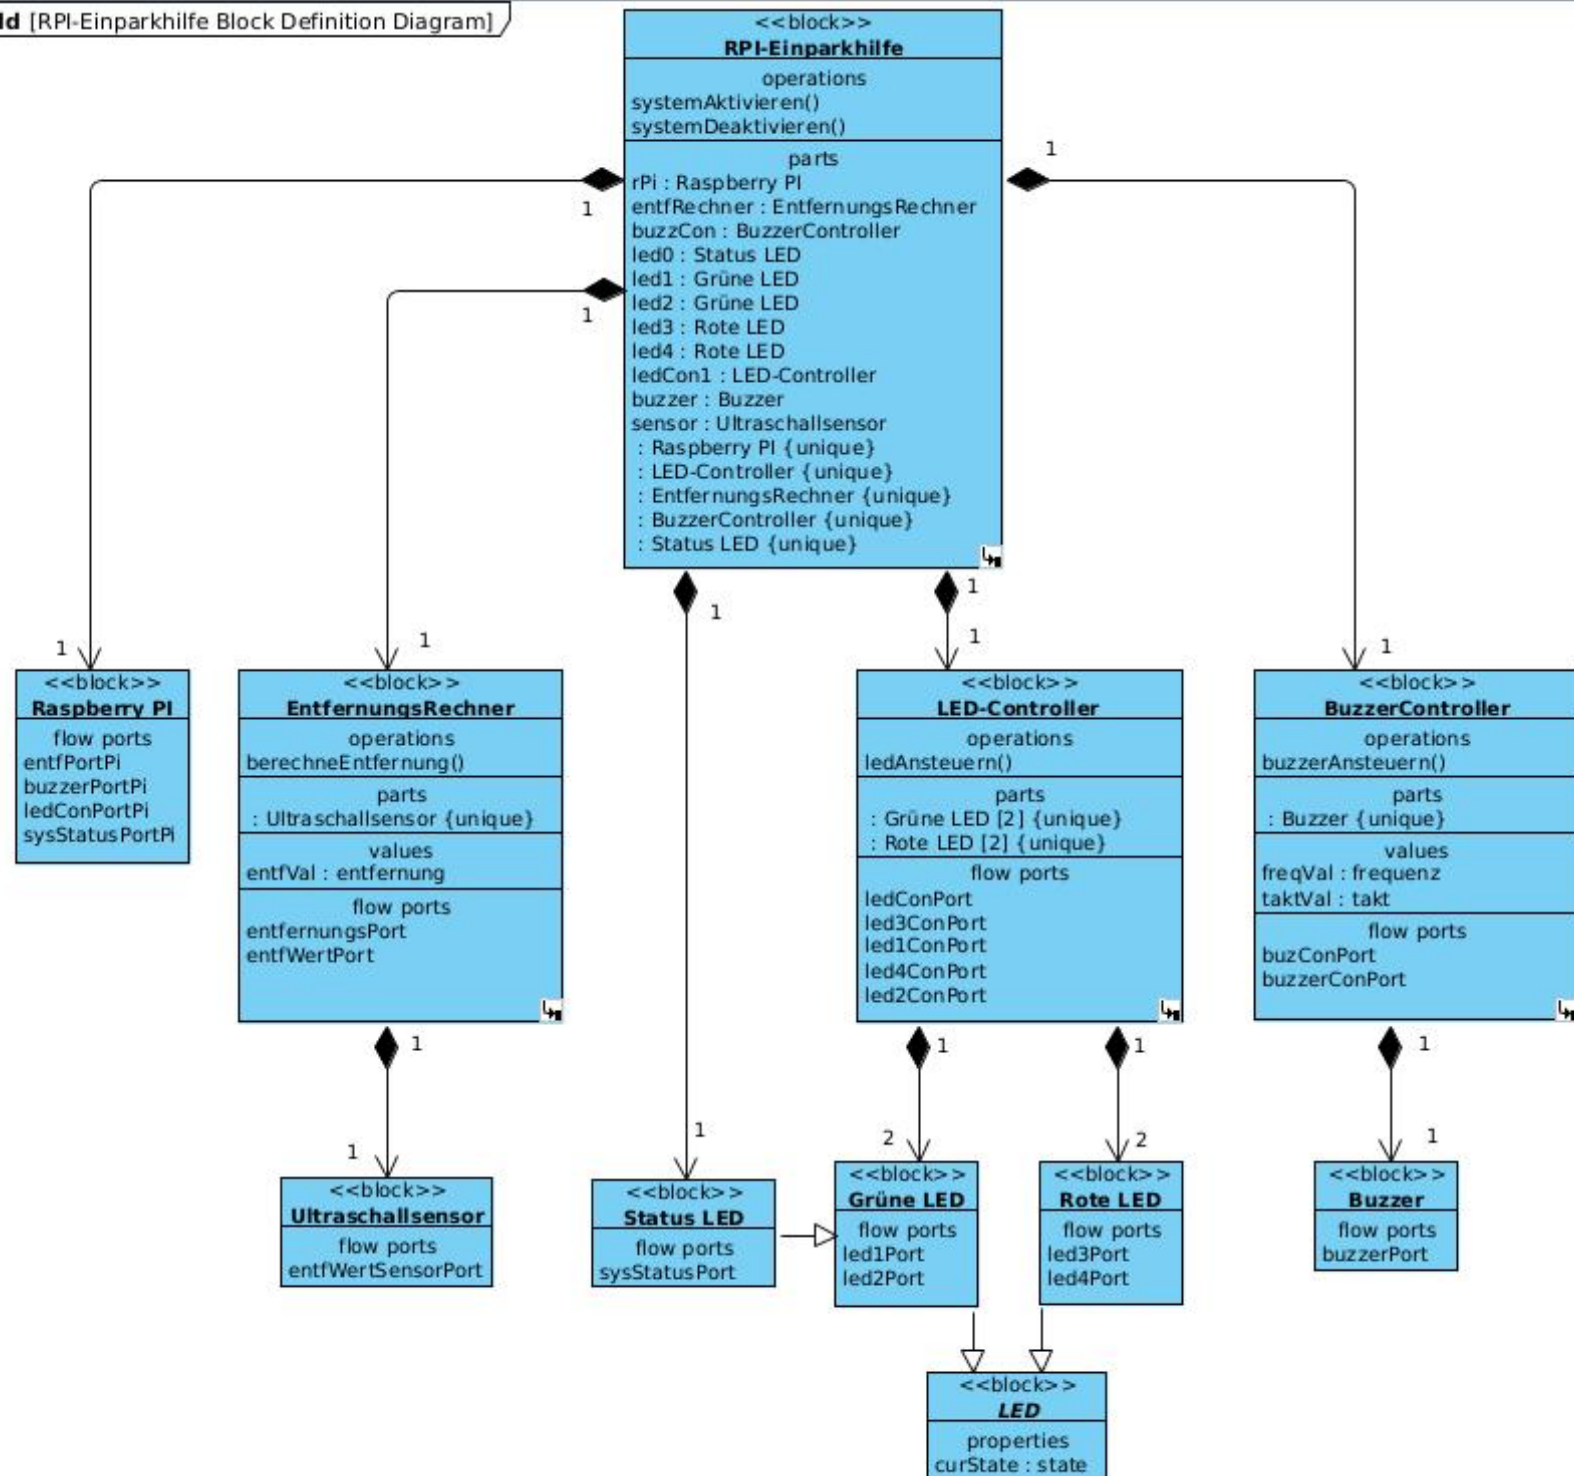 ld [RPI-Einparkhilfe Block Definition Diagram]
<<block>>
RPI-Einparkhilfe
operations
systemAktivieren()
systemDeaktivieren()
parts
rPi : Raspberry PI
entfRechner : EntfernungsRechner
buzzCon : BuzzerController
led0 : Status LED
led1 : Grüne LED
led2 : Grüne LED
led3 : Rote LED
led4 : Rote LED
ledCon1 : LED-Controller
buzzer : Buzzer
sensor : Ultraschallsensor
: Raspberry PI {unique}
: LED-Controller {unique}
: EntfernungsRechner {unique}
: BuzzerController {unique}
: Status LED {unique}
1
1
1
1
1
1
1
1
1
1
<<block>>
Raspberry PI
flow ports
entfPortPi
buzzerPortPi
ledConPortPi
sysStatusPortPi
<<block>>
EntfernungsRechner
operations
berechneEntfernung()
parts
: Ultraschallsensor {unique}
values
entfVal : entfernung
flow ports
entfernungsPort
entfWertPort
<<block>>
LED-Controller
operations
ledAnsteuern()
parts
: Grüne LED [2] {unique}
: Rote LED [2] {unique}
flow ports
ledConPort
led3ConPort
led1ConPort
led4ConPort
led2ConPort
<<block>>
BuzzerController
operations
buzzerAnsteuern()
parts
: Buzzer {unique}
values
freqVal : frequenz
taktVal : takt
flow ports
buzConPort
buzzerConPort
1
1
1
1
1
2
2
1
<<block>>
Ultraschallsensor
flow ports
entfWertSensorPort
<<block>>
Status LED
flow ports
sysStatusPort
<<block>>
Grüne LED
flow ports
led1Port
led2Port
<<block>>
Rote LED
flow ports
led3Port
led4Port
<<block>>
Buzzer
flow ports
buzzerPort
<<block>>
LED
properties
curState : state